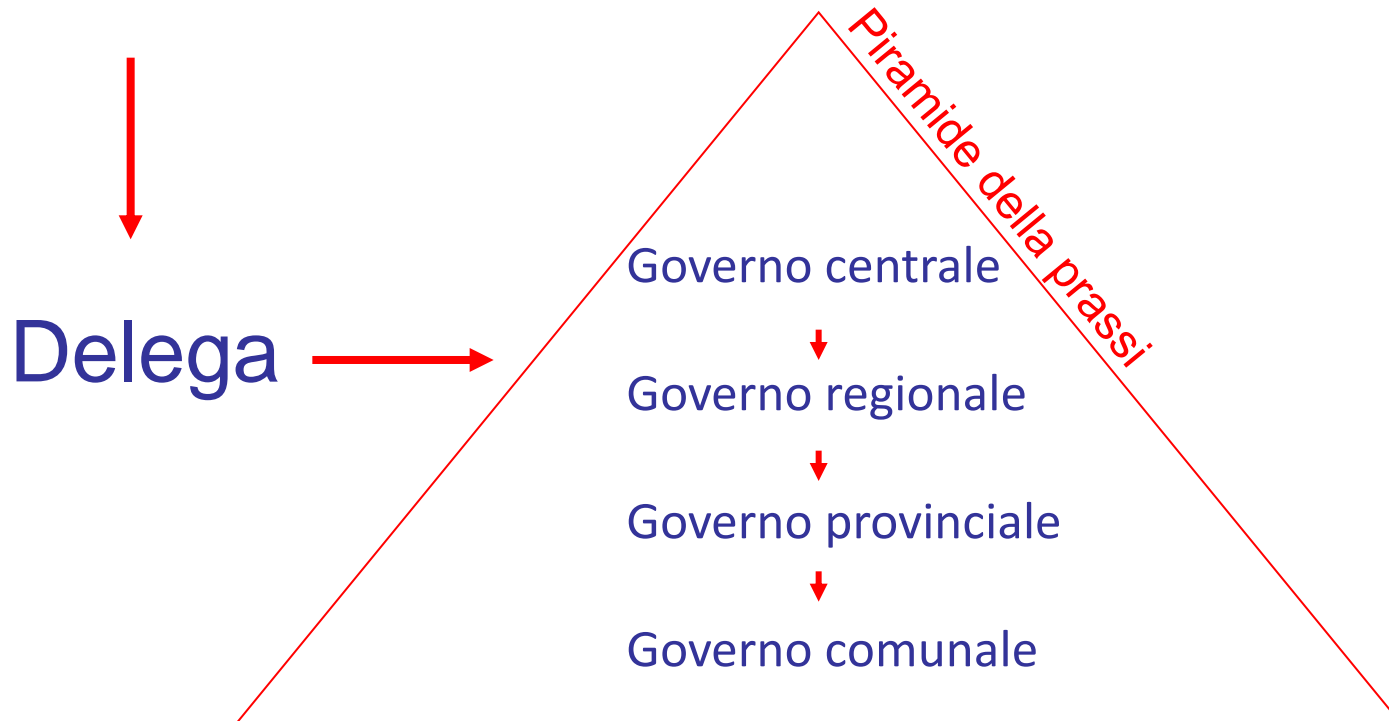 Piramide della prassi
Governo centrale
Delega
Governo regionale
Governo provinciale
Governo comunale